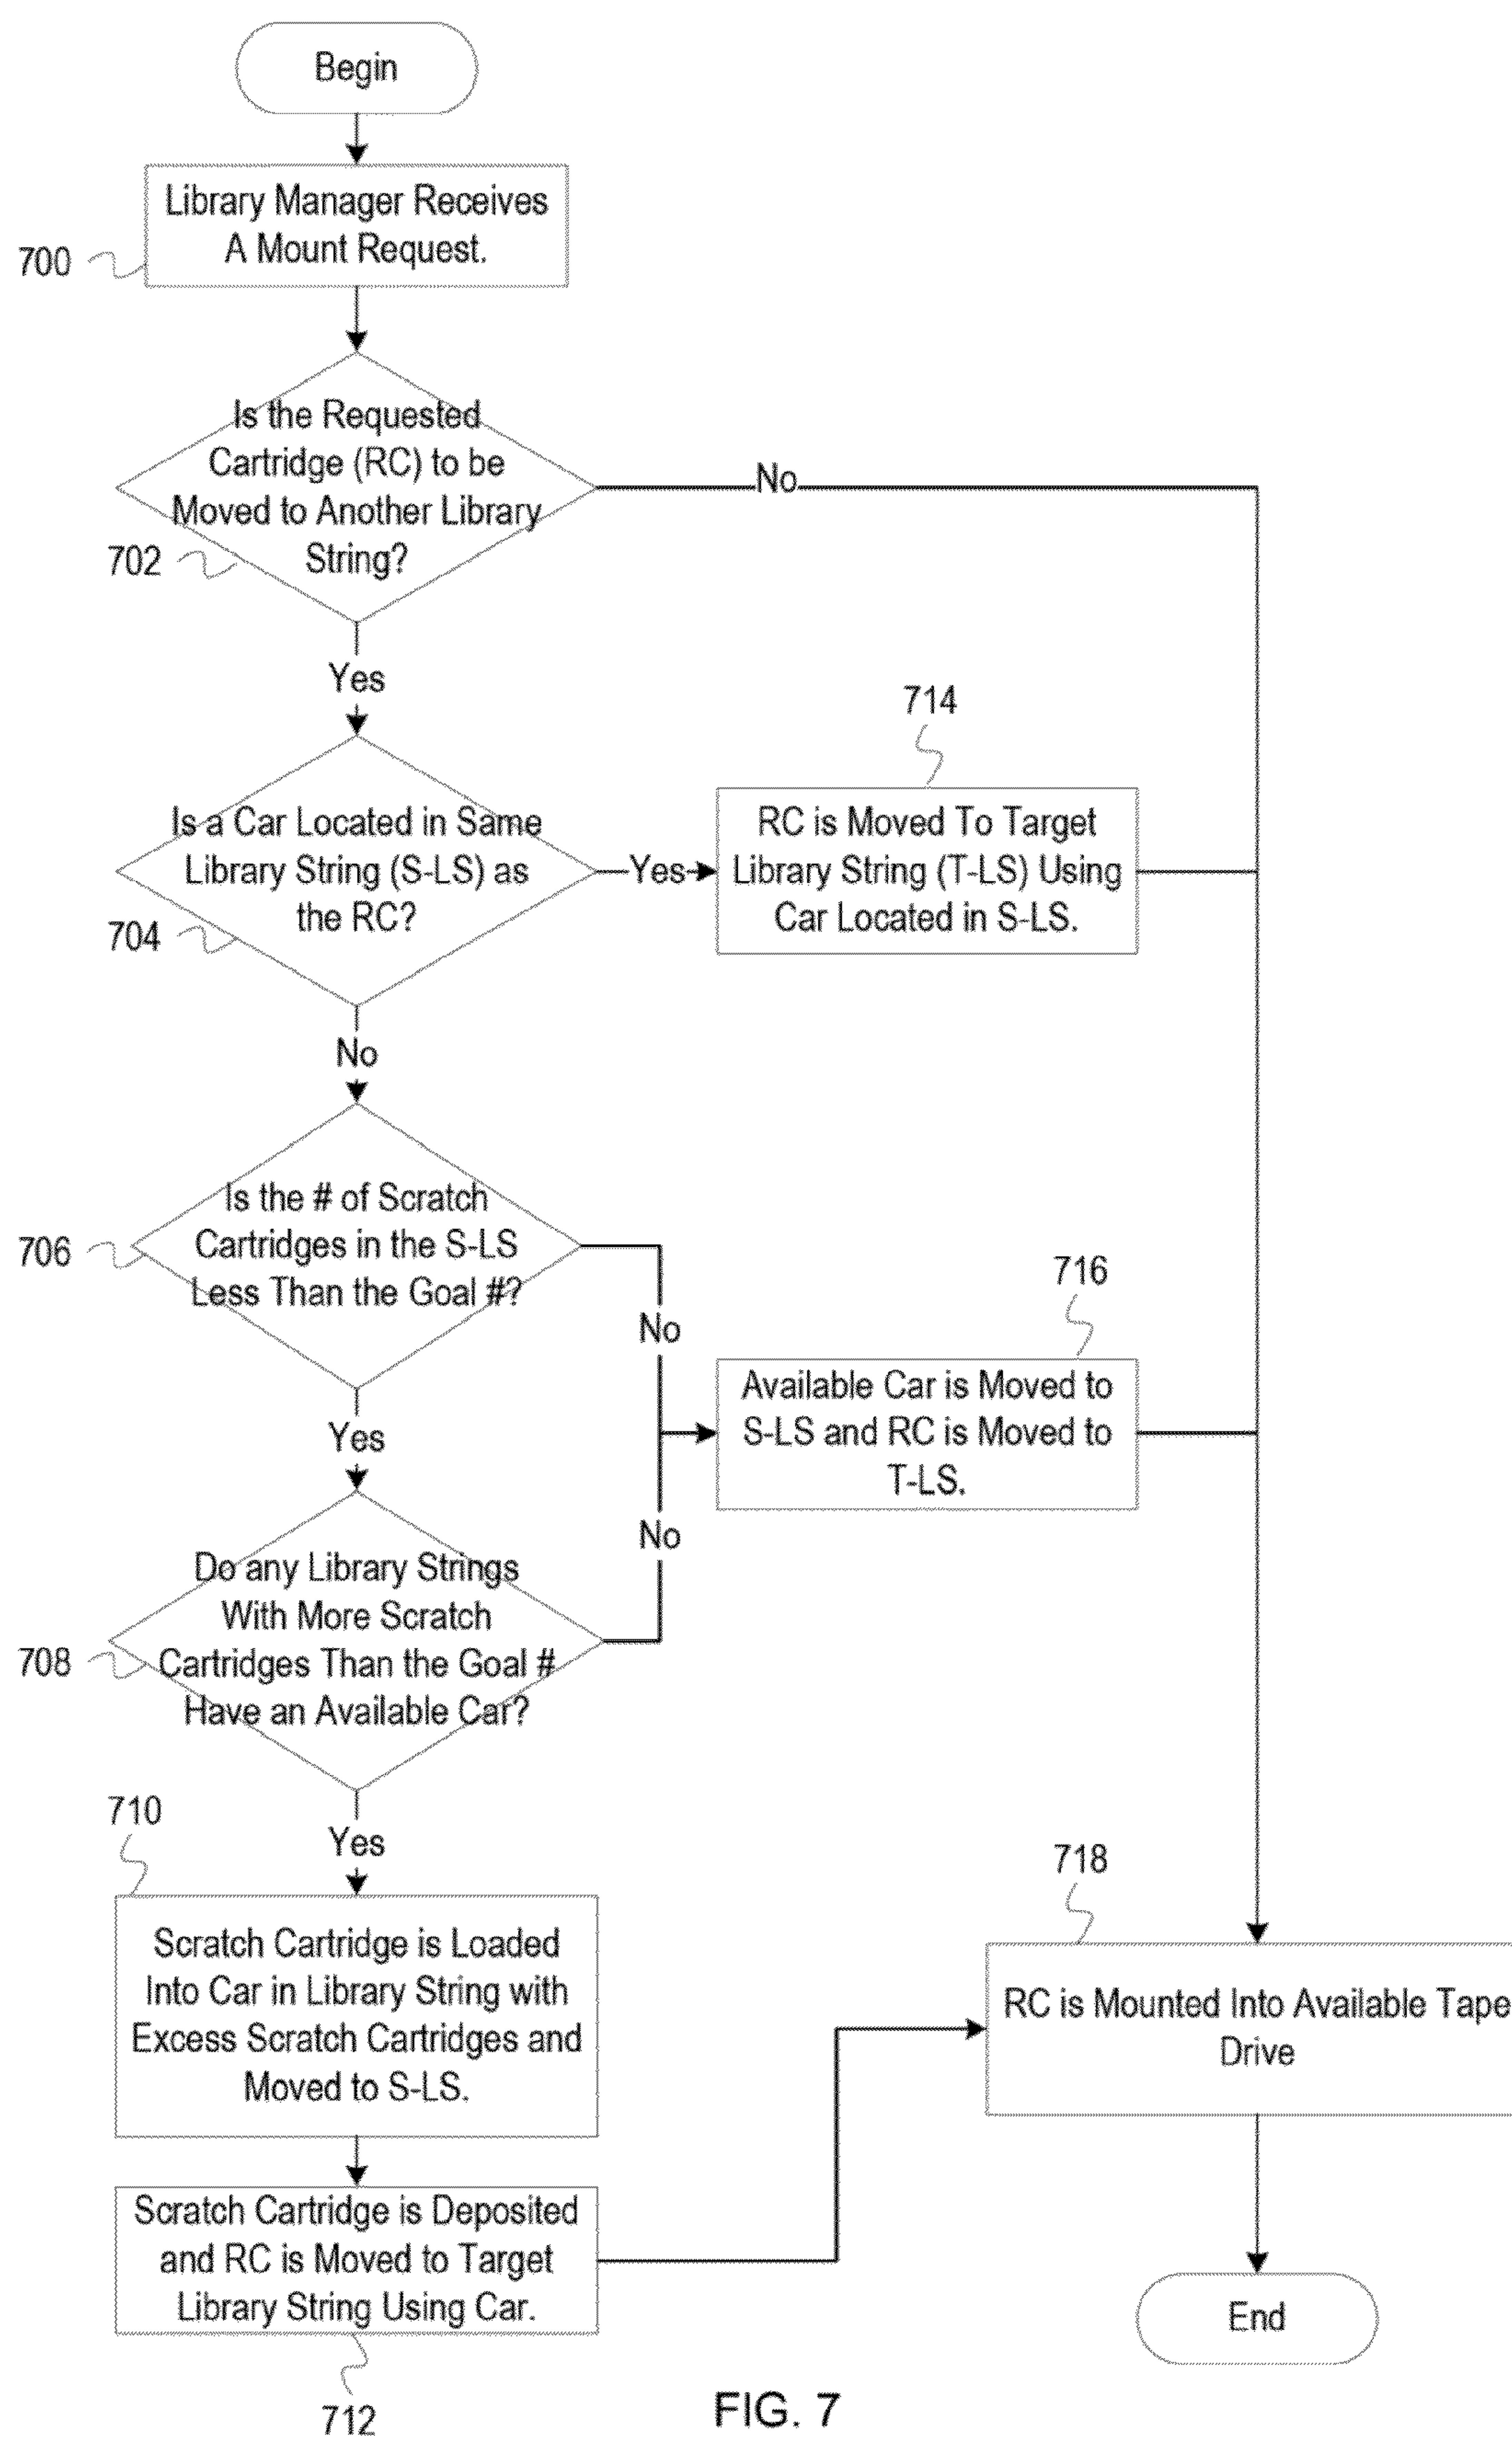 Begin
Library Manager Receives
A Mount Request.
700
Is the Requested
Cartridge (RC) to be
Moved to Another Library
String?
702
No
Yes
714
Is a Car Located in Same
Library String (S-LS) as
the RC?
704
Yes
RC is Moved To Target
Library String (T-LS) Using
Car Located in S-LS.
No
Is the # of Scratch
Cartridges in the S-LS
Less Than the Goal #?
706
No
716
Available Car is Moved to
S-LS and RC is Moved to
T-LS.
Yes
No
Do any Library Strings
With More Scratch
Cartridges Than the Goal #
Have an Available Car?
708
710
Yes
718
Scratch Cartridge is Loaded
Into Car in Library String with
Excess Scratch Cartridges and
Moved to S-LS.
RC is Mounted Into Available Tape
Drive
Scratch Cartridge is Deposited
and RC is Moved to Target
Library String Using Car.
712
End
FIG. 7